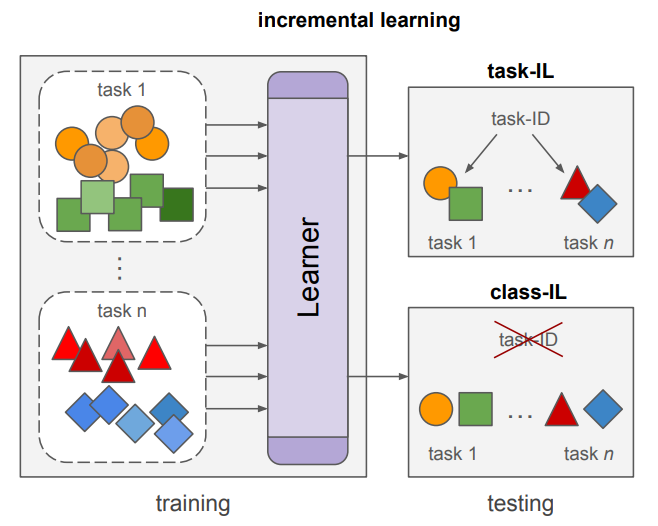 incremental learning
task 1
task n
Learner
training
task-IL
task-ID
. . .
task 1
task n
class-IL
task-ID
. . .
task 1
task n
testing